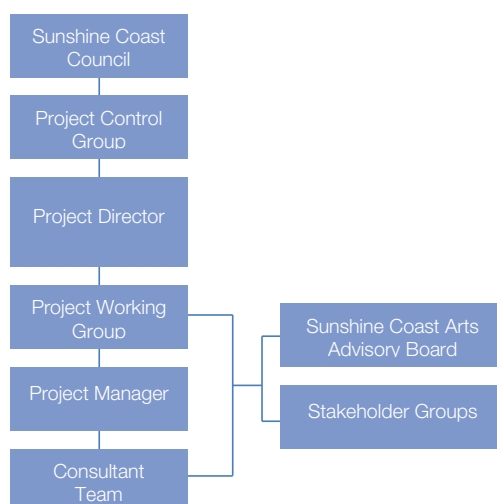 Sunshine Coast
Council
Project Control
Group
Project Director
Project Working
Group
Sunshine Coast Arts
Advisory Board
Project Manager
Stakeholder Groups
Consultant
Team